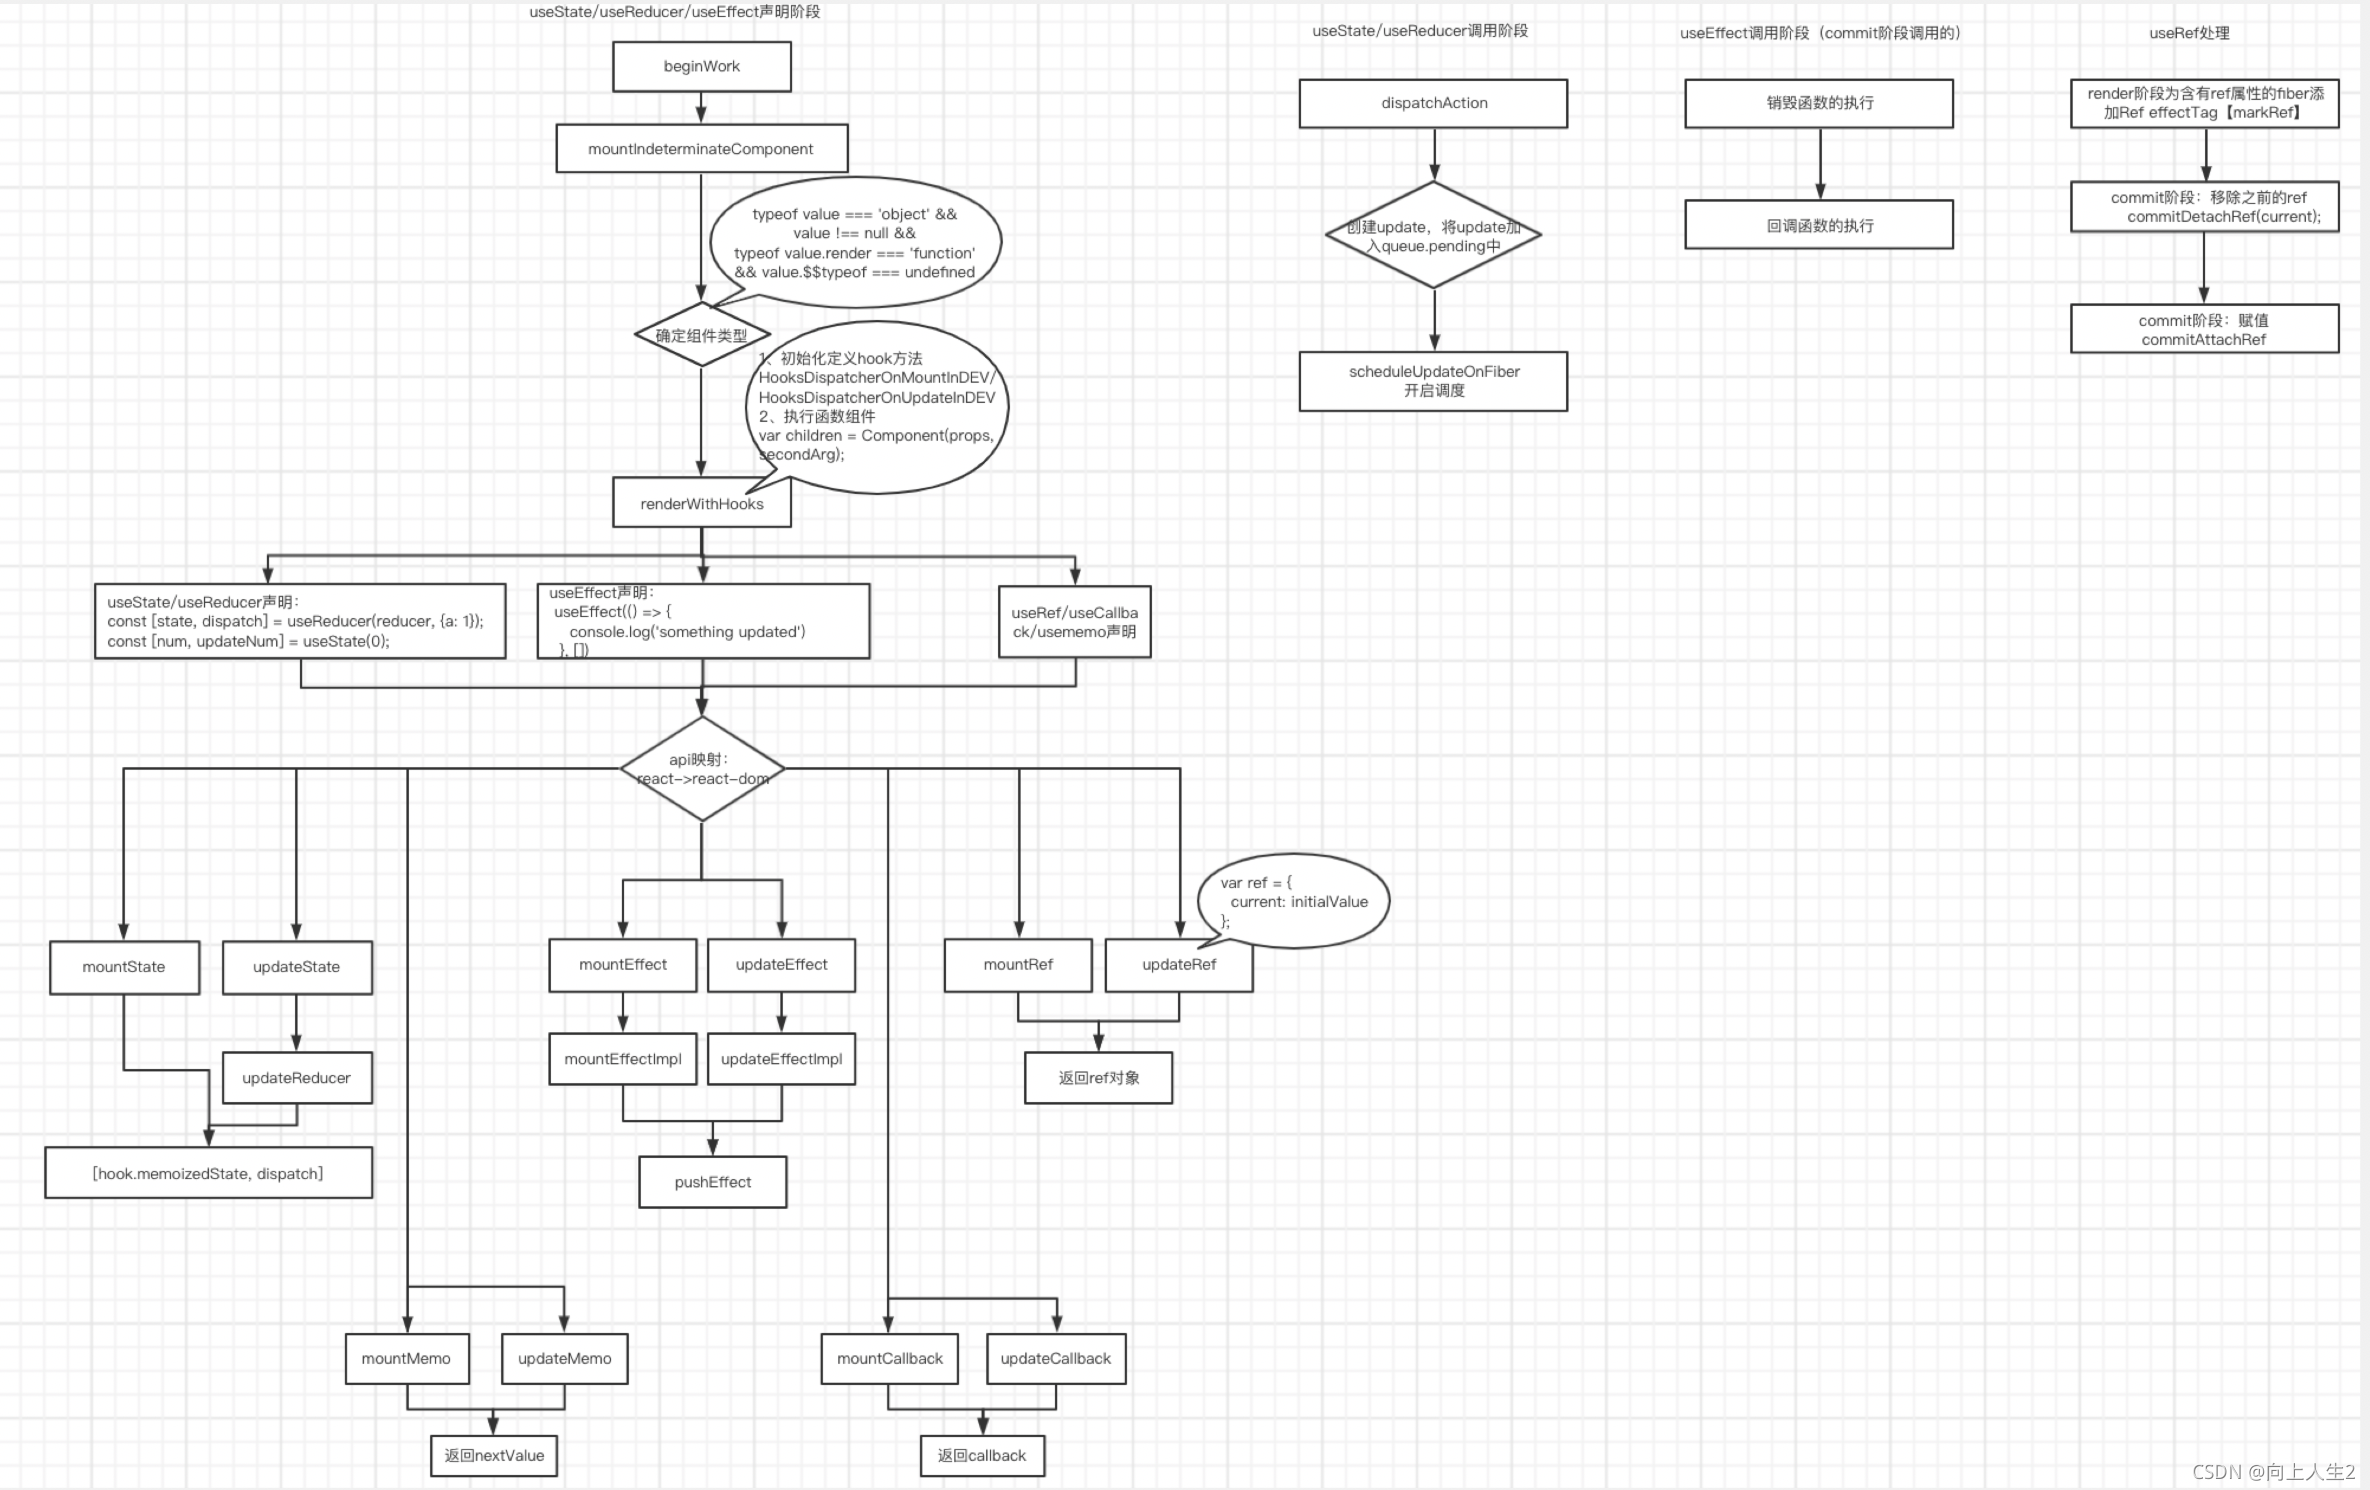 useState/useReducer/useEffect声明阶段
beginWork
mountIndeterminateComponent
typeof value === 'object' &&
value !== null &&
typeof value.render === 'function'
&& value.$$typeof === undefined
确定组件类型
1、初始化定义hook方法
HooksDispatcherOnMountInDEV/
HooksDispatcherOnUpdateInDEV
2、执行函数组件
var children = Component(props,
secondArg);
renderWithHooks
useState/useReducer声明：
const [state, dispatch] = useReducer(reducer, {a: 1});
const [num, updateNum] = useState(0);
useEffect声明：
useEffect(() => {
console.log('something updated')
}, [])
useRef/useCallba
ck/usememo声明
api映射：
react->react-dom
mountState
updateState
updateReducer
[hook.memoizedState, dispatch]
mountEffect
updateEffect
mountEffectImpl
updateEffectImpl
pushEffect
var ref = {
current: initialValue
};
mountRef
updateRef
返回ref对象
mountMemo
updateMemo
返回nextValue
mountCallback
updateCallback
返回callback
useState/useReducer调用阶段
dispatchAction
创建update，将update加
入queue.pending中
scheduleUpdateOnFiber
开启调度
useEffect调用阶段（commit阶段调用的）
销毁函数的执行
回调函数的执行
useRef处理
render阶段为含有ref属性的fiber添
加Ref effectTag【markRef】
commit阶段：移除之前的ref
commitDetachRef(current);
commit阶段：赋值
commitAttachRef
CSDN @向上人生2